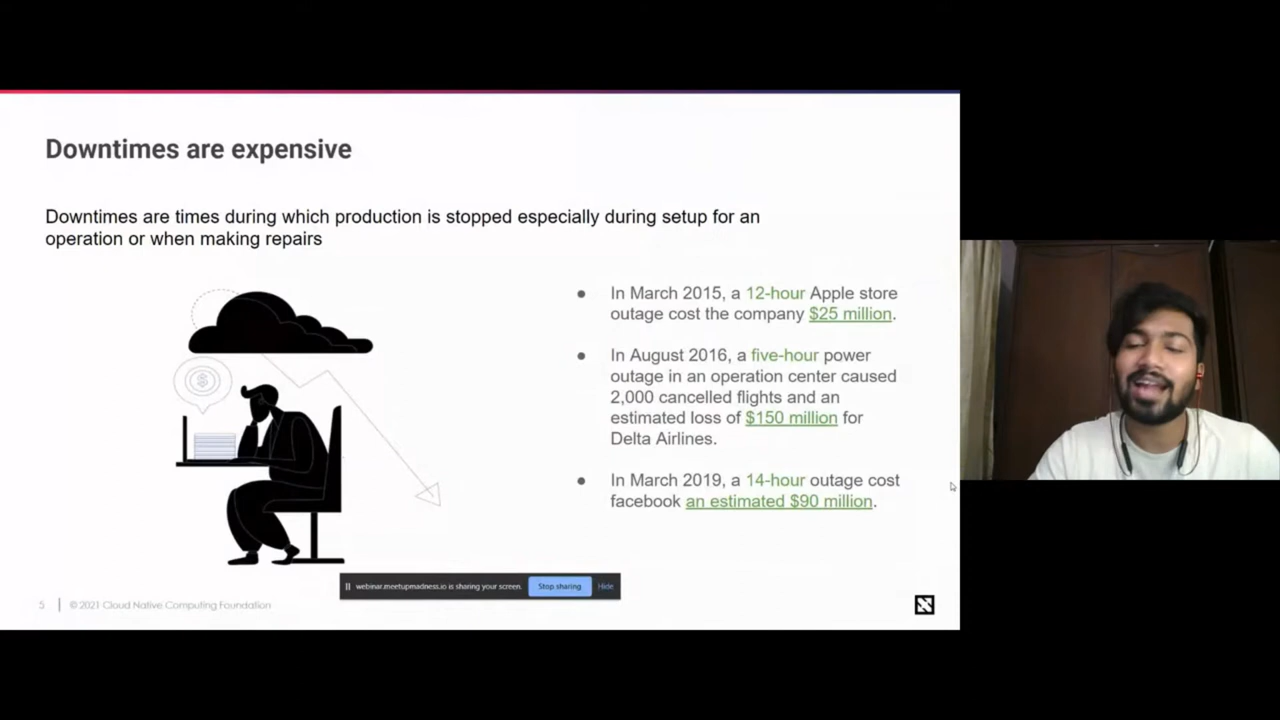 Downtimes are expensive
Downtimes are times during which production is stopped especially during setup for an
operation or when making repairs
$
● In March 2015, a 12-hour Apple store
outage cost the company $25 million.
● In August 2016, a five-hour power
outage in an operation center caused
2,000 cancelled flights and an
estimated loss of $150 million for
Delta Airlines.
● In March 2019, a 14-hour outage cost
facebook an estimated $90 million.
webinar.meetupmadness.io is sharing your screen. Stop sharing Hide
5 | © 2021 Cloud Native Computing Foundation